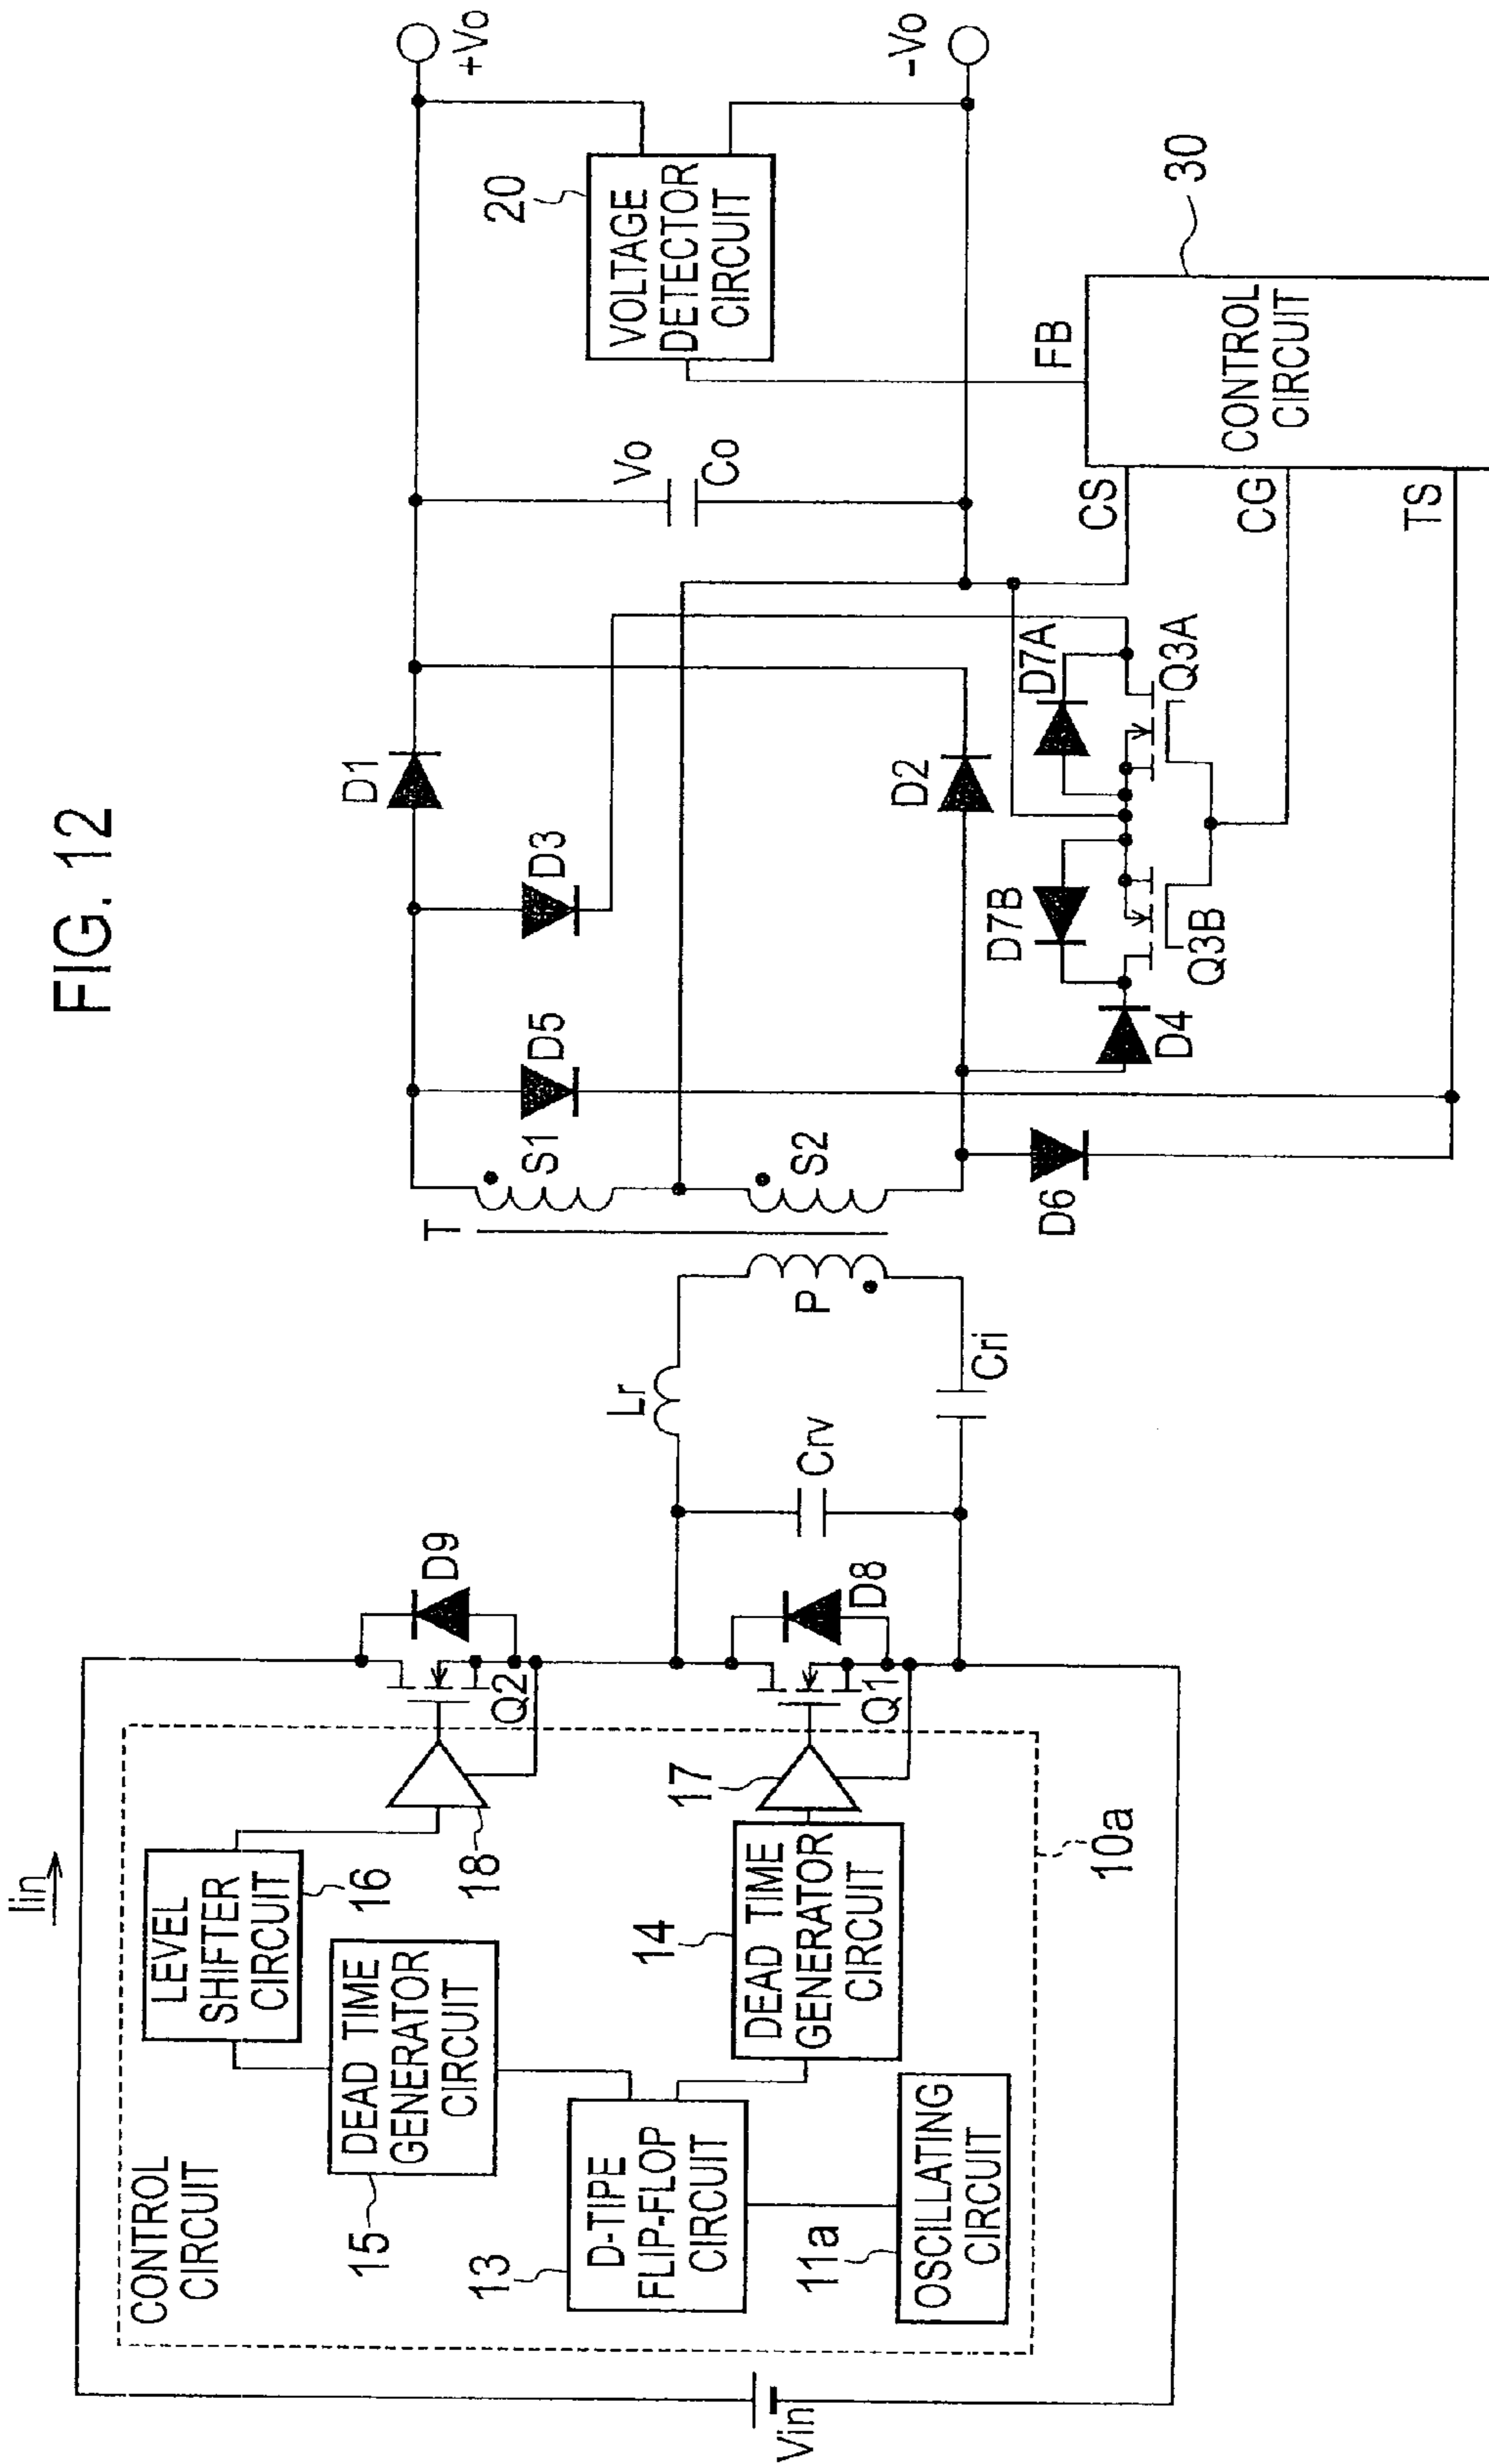 FIG. 12
Iin
Vin
CONTROL
CIRCUIT
LEVEL
SHIFTER
CIRCUIT
16
DEAD TIME
GENERATOR
CIRCUIT
15
18
D-TIPE
FLIP-FLOP
CIRCUIT
13
DEAD TIME
GENERATOR
CIRCUIT
14
17
OSCILLATING
CIRCUIT
11a
10a
Q2
D9
Q1
D8
Lr
Crv
Cri
P
T
S1
S2
D5
D6
D3
D1
D2
D4
D7B
D7A
Q3B
Q3A
Vo
Co
VOLTAGE
DETECTOR
CIRCUIT
20
+Vo
-Vo
FB
CS
CG
TS
CONTROL
CIRCUIT
30